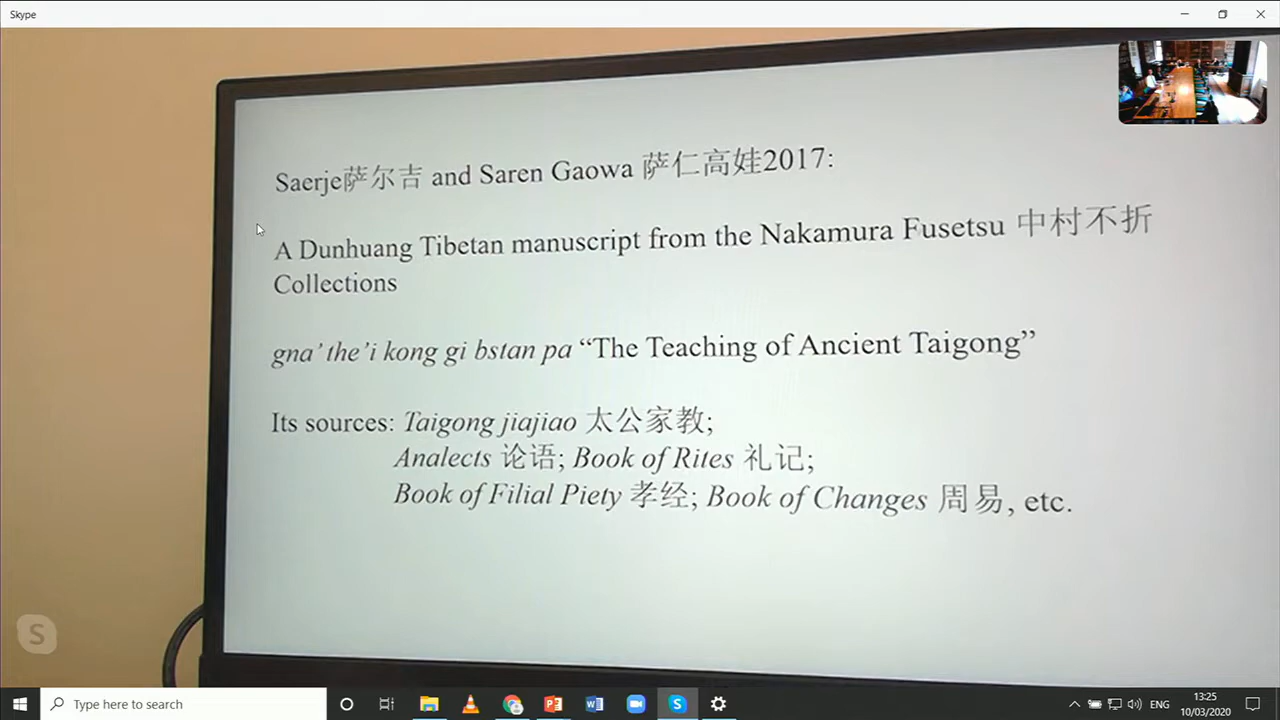 Skype
Saerje萨尔吉 and Saren Gaowa 萨仁高娃2017:
A Dunhuang Tibetan manuscript from the Nakamura Fusetsu 中村不折
Collections
gna’ the’i kong gi bstan pa “The Teaching of Ancient Taigong”
Its sources: Taigong jiajiao 太公家教;
Analects 论语; Book of Rites 礼记;
Book of Filial Piety 孝经; Book of Changes 周易, etc.
S
Type here to search
ENG
13:25
10/03/2020